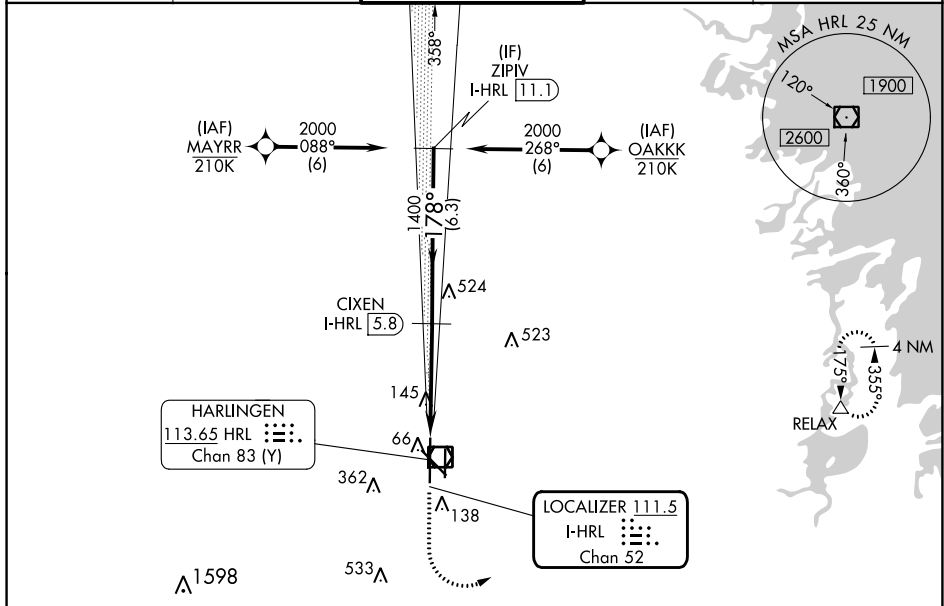 358°
(IF)
ZIPIV
I-HRL 11.1
(IAF)
MAYRR
210K
2000
088°
(6)
2000
268°
(6)
(IAF)
OAKKK
210K
MSA HRL 25 NM
120°
1900
2600
360°
1400
178°
(6.3)
524
CIXEN
I-HRL 5.8
523
4 NM
175°
355°
RELAX
145
HARLINGEN
113.65 HRL
Chan 83 (Y)
66
362
138
LOCALIZER 111.5
I-HRL
Chan 52
1598
533